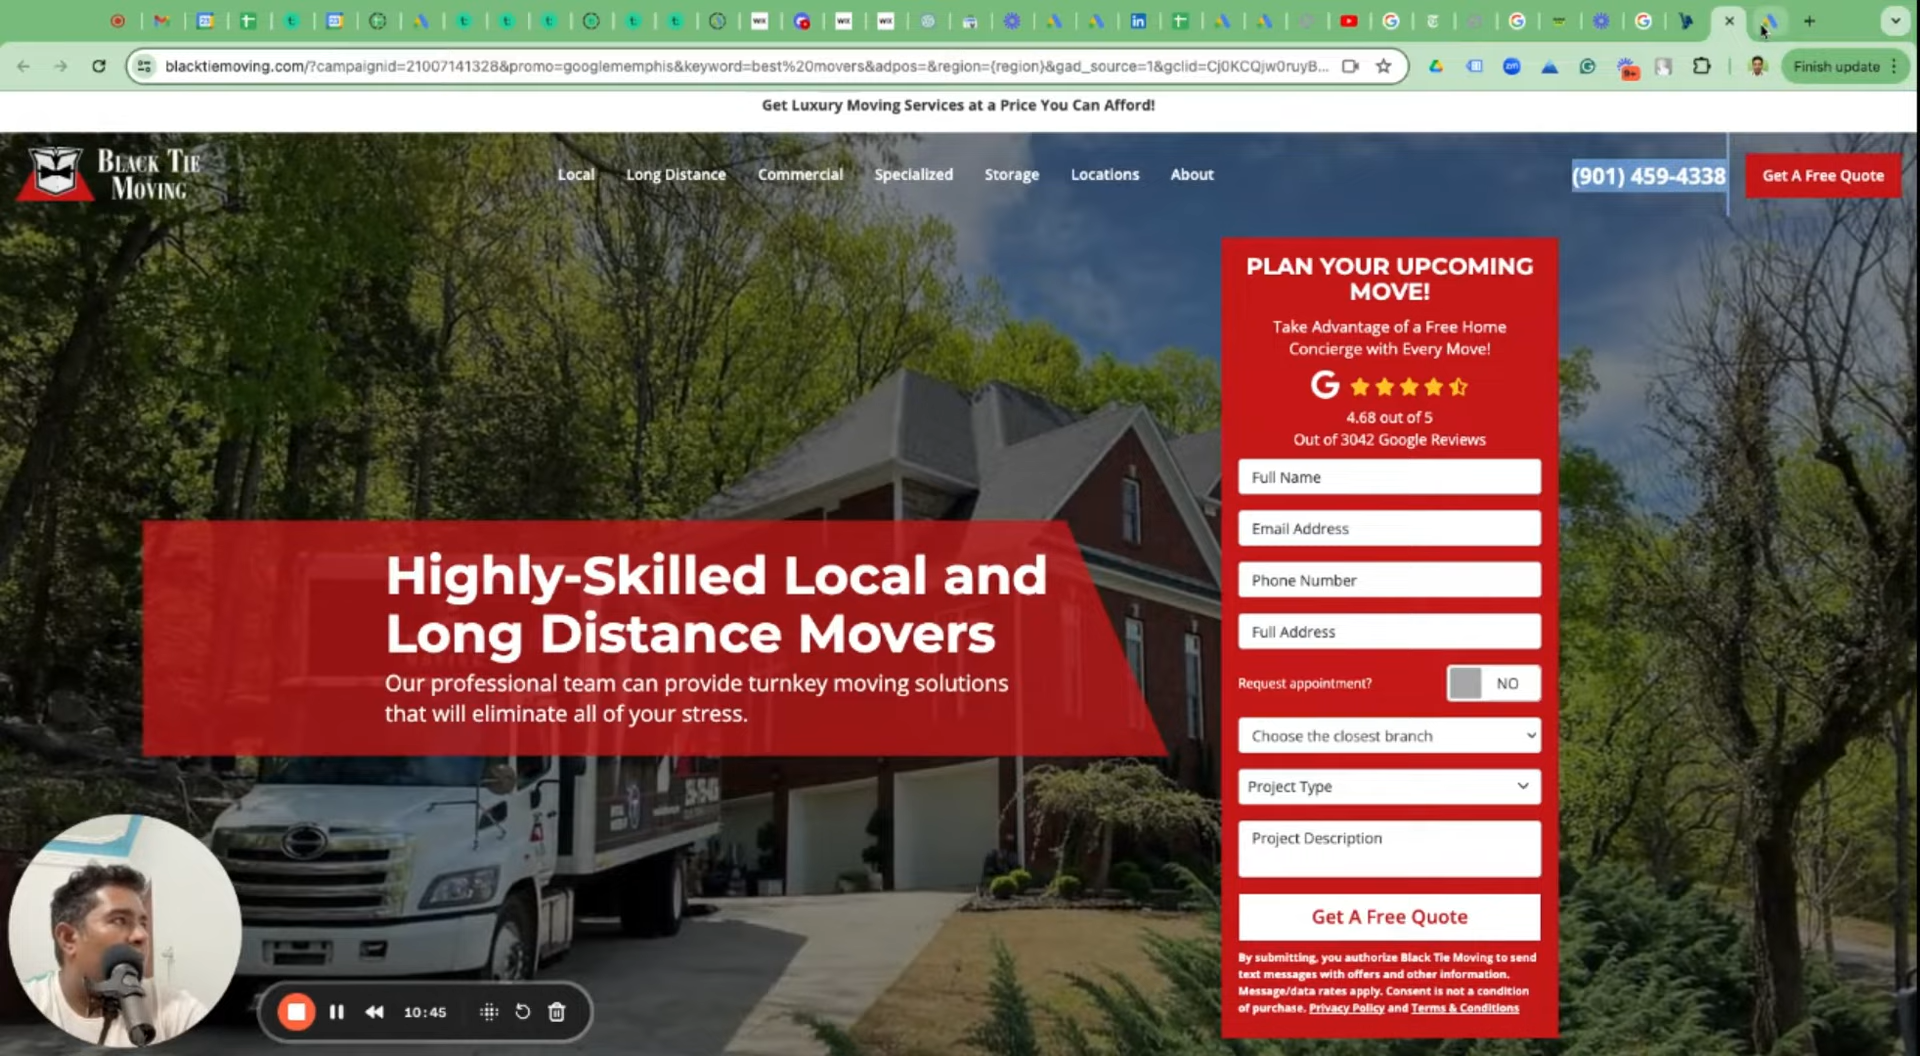 blacktiemoving.com/?campaignid=21007141328&promo=googlememphis&keyword=best%20movers&adpos=&region={region}&gad_source=1&gclid=Cj0KCQjw0ruyB...
Finish update
Get Luxury Moving Services at a Price You Can Afford!
BLACK TIE
MOVING
Local
Long Distance
Commercial
Specialized
Storage
Locations
About
(901) 459-4338
Get A Free Quote
PLAN YOUR UPCOMING
MOVE!
Take Advantage of a Free Home
Concierge with Every Move!
4.68 out of 5
Out of 3042 Google Reviews
Full Name
Email Address
Phone Number
Full Address
Request appointment?
NO
Choose the closest branch
Project Type
Project Description
Get A Free Quote
By submitting, you authorize Black Tie Moving to send
text messages with offers and other information.
Message/data rates apply. Consent is not a condition
of purchase. Privacy Policy and Terms & Conditions
Highly-Skilled Local and
Long Distance Movers
Our professional team can provide turnkey moving solutions
that will eliminate all of your stress.
10:45